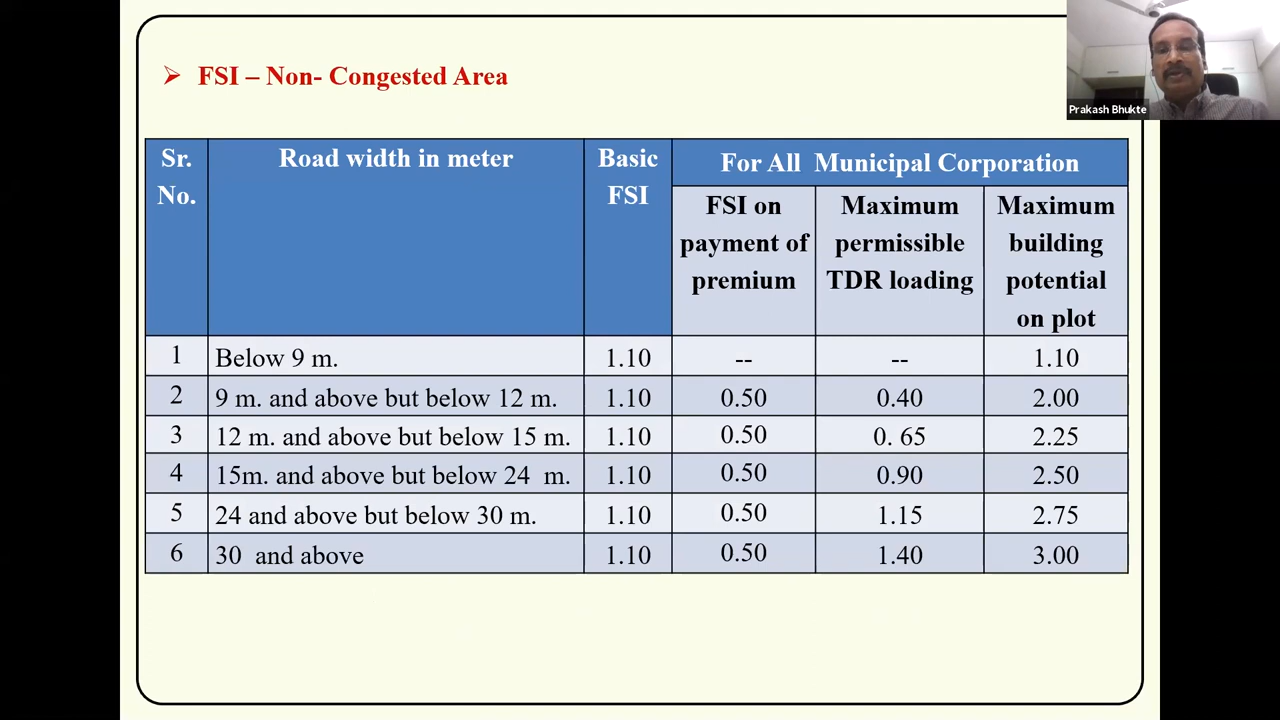 ➢ FSI – Non- Congested Area
Prakash Bhukte
Sr. No. Road width in meter Basic FSI For All Municipal Corporation
FSI on payment of premium Maximum permissible TDR loading Maximum building potential on plot
1 Below 9 m. 1.10 -- -- 1.10
2 9 m. and above but below 12 m. 1.10 0.50 0.40 2.00
3 12 m. and above but below 15 m. 1.10 0.50 0. 65 2.25
4 15m. and above but below 24 m. 1.10 0.50 0.90 2.50
5 24 and above but below 30 m. 1.10 0.50 1.15 2.75
6 30 and above 1.10 0.50 1.40 3.00